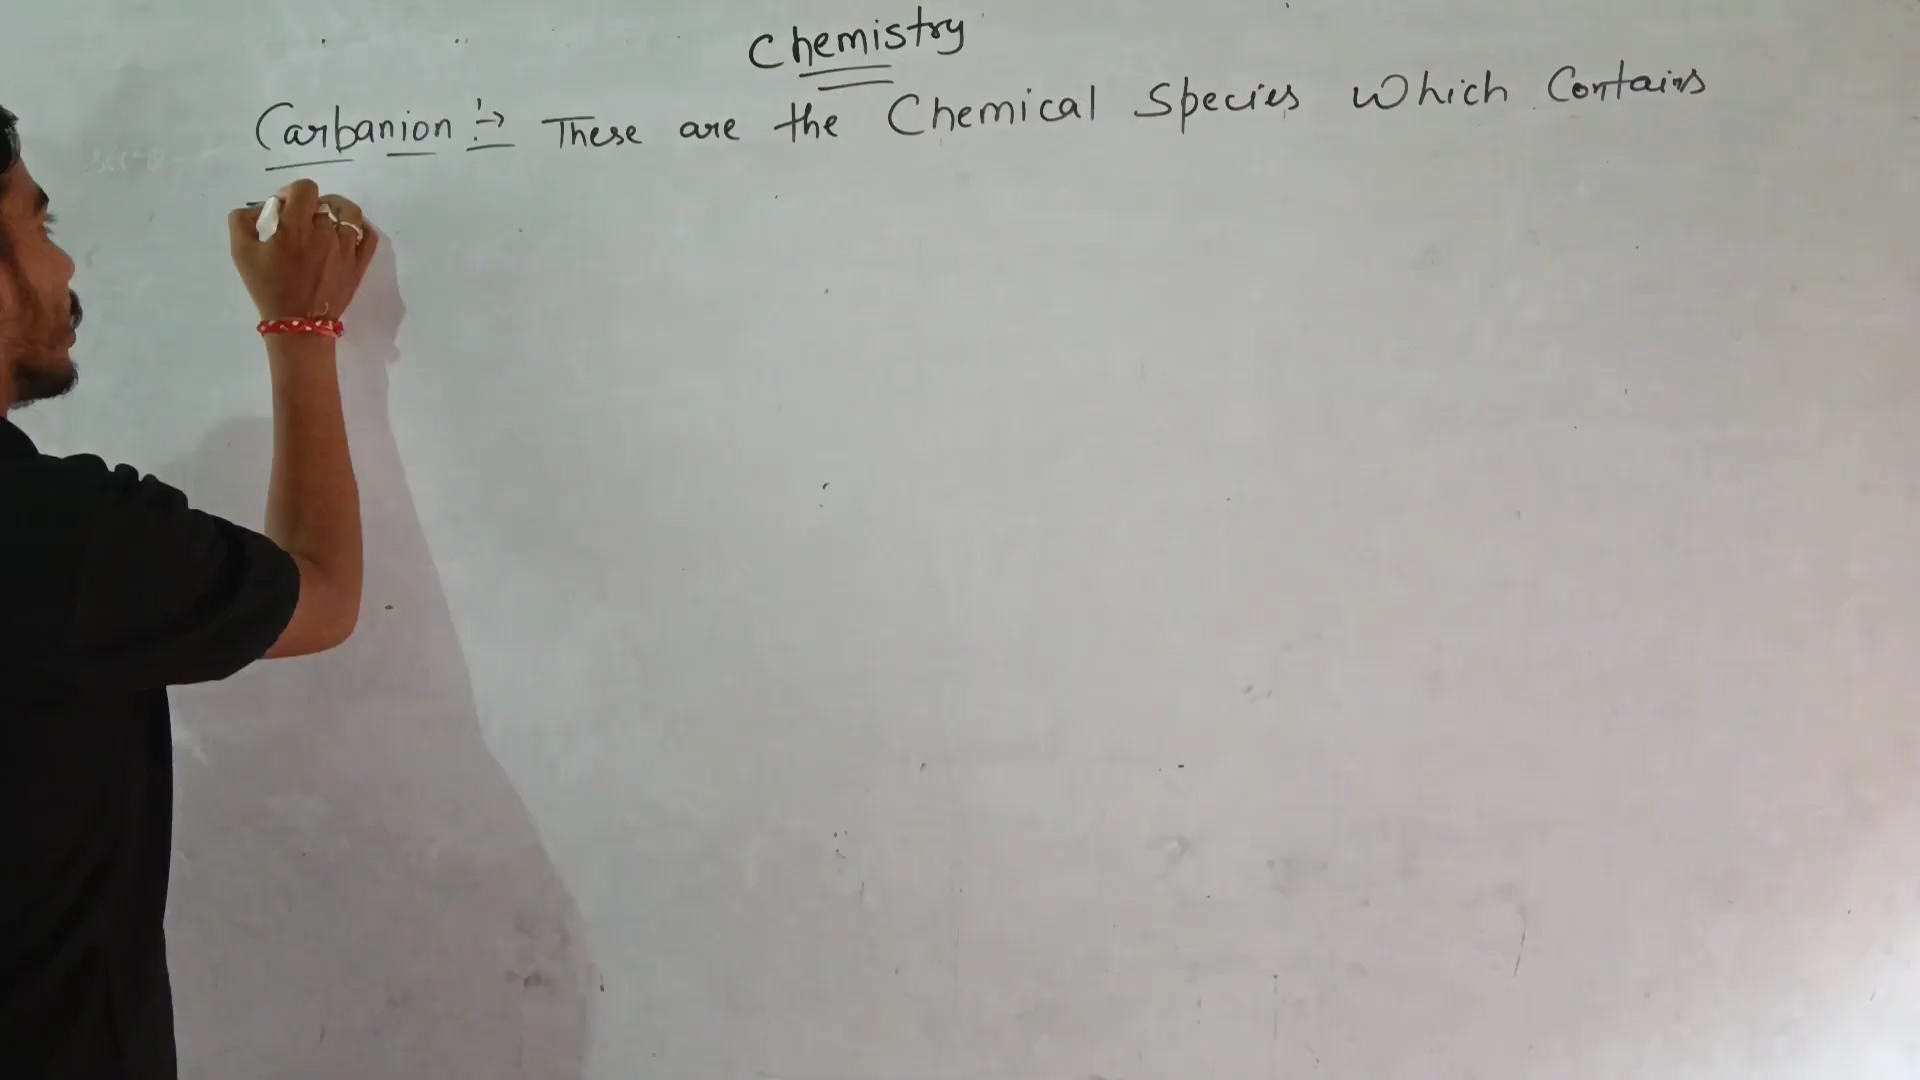 Chemistry
Carbanion :→ These are the Chemical Species Which Contains